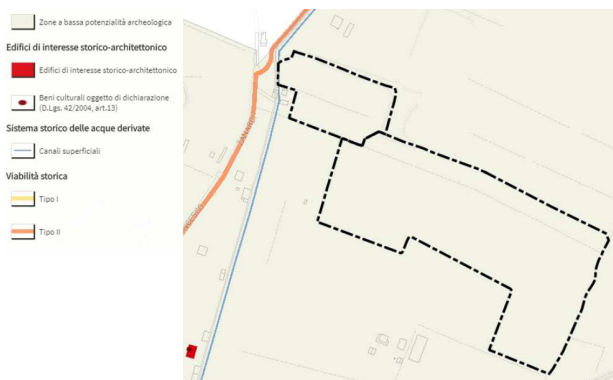 Zone a bassa potenzialità archeologica
Edifici di interesse storico-architettonico
Edifici di interesse storico-architettonico
Beni culturali oggetto di dichiarazione
(D.Lgs. 42/2004, art.13)
Sistema storico delle acque derivate
Canali superficiali
Viabilità storica
Tipo I
Tipo II
ZANARDI